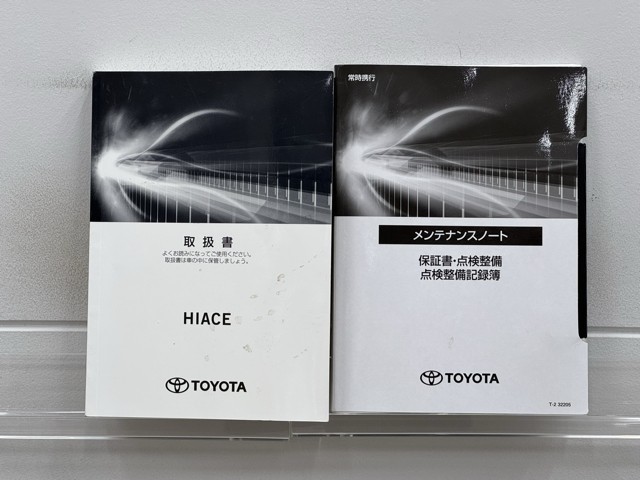 取扱書
よくお読みになってご使用ください。
取扱書は車の中に保管しましょう。
HIACE
TOYOTA
常時携行
メンテナンスノート
保証書・点検整備
点検整備記録簿
TOYOTA
T-2 32205